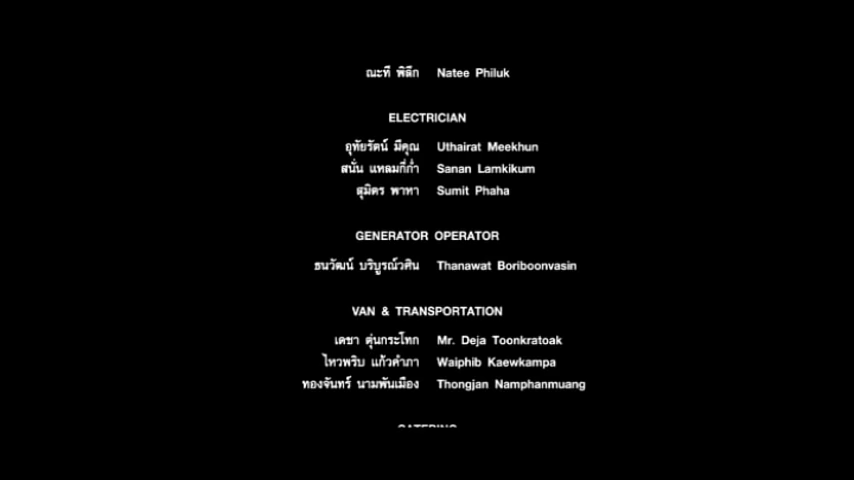 ณะที พิลึก Natee Philuk
ELECTRICIAN
อุทัยรัตน์ มีคุณ Uthairat Meekhun
สนั่น แหลมกี่ก่ำ Sanan Lamkikum
สุมิตร พาหา Sumit Phaha
GENERATOR OPERATOR
ธนวัฒน์ บริบูรณ์วศิน Thanawat Boriboonvasin
VAN & TRANSPORTATION
เดชา ตุ่นกระโทก Mr. Deja Toonkratoak
ไหวพริบ แก้วคำภา Waiphib Kaewkampa
ทองจันทร์ นามพันเมือง Thongjan Namphanmuang
CATERING